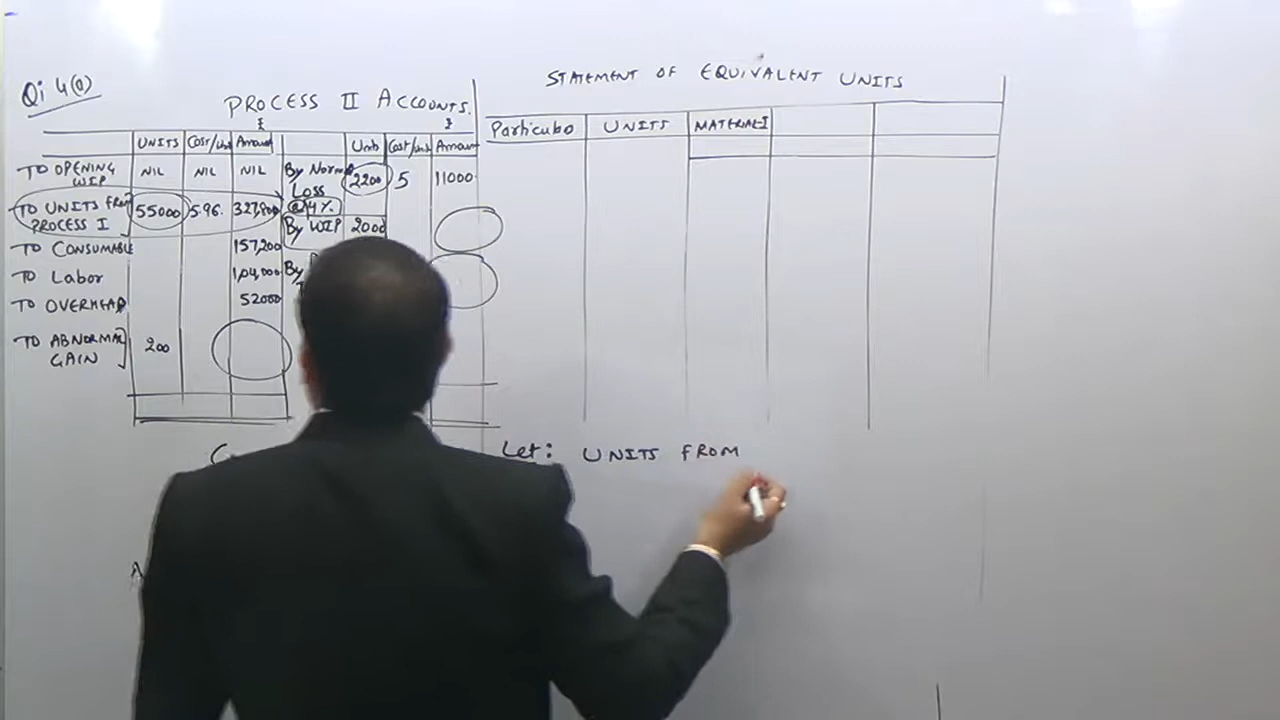 Q: 4(a)
PROCESS II ACCOUNTS.
£ £
UNITS Cost/Unit Amount Units Cost/Unit Amount
TO OPENING WIP NIL NIL NIL By Normal Loss @ 4% 2200 5 11000
TO UNITS FROM PROCESS I 55000 5.96 327,800 By WIP 2000
TO CONSUMABLE 157,200
TO LABOR 1,04,000 By
TO OVERHEAD 52000
TO ABNORMAL GAIN 200
STATEMENT OF EQUIVALENT UNITS
Particulars UNITS MATERIAL-I
Let: UNITS FROM